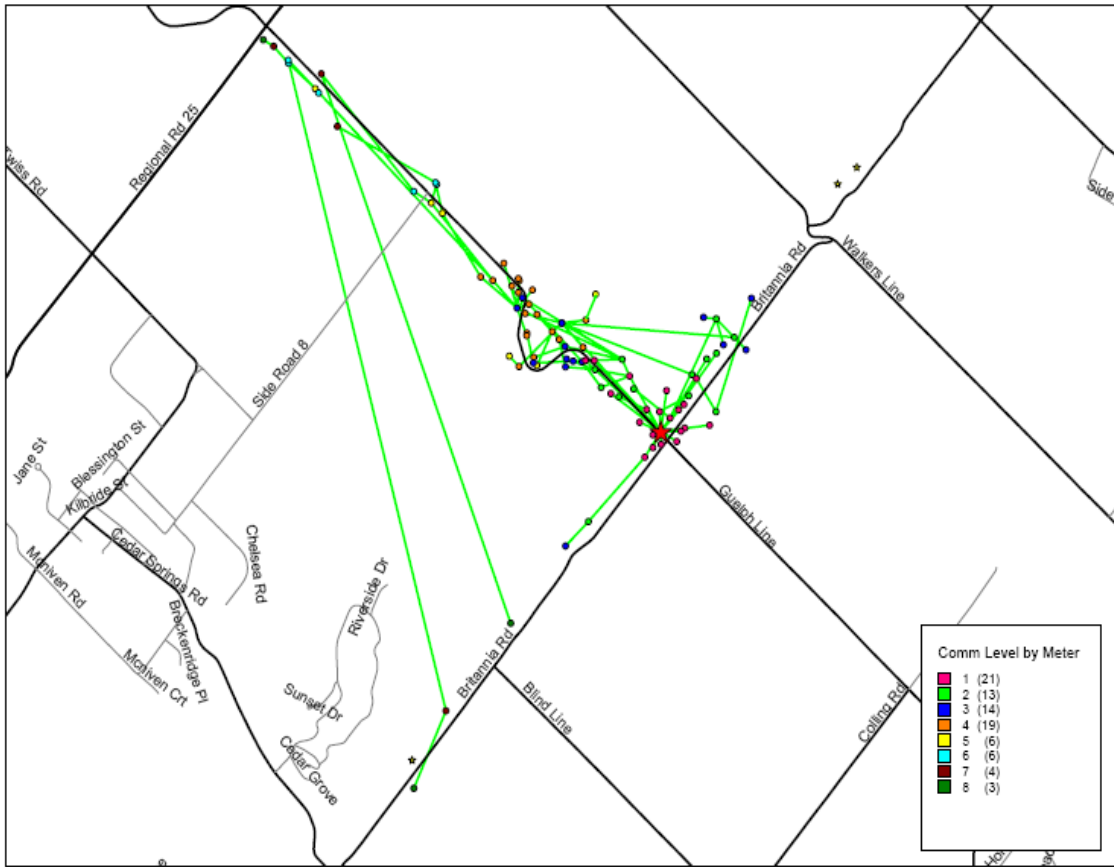 Regional Rd 25
Twiss Rd
Side
Walkers Line
Britannia Rd
Side Road 8
Jane St
Blessington St
Kilbride St
Cedar Springs Rd
Chelsea Rd
Mcniven Rd
Breckenridge Pl
Mcniven Crt
Riverside Dr
Sunset Dr
Cedar Grove
Britannia Rd
Blind Line
Guelph Line
Colling Rd
Comm Level by Meter
1 (21)
2 (13)
3 (14)
4 (19)
5 (6)
6 (6)
7 (4)
8 (3)